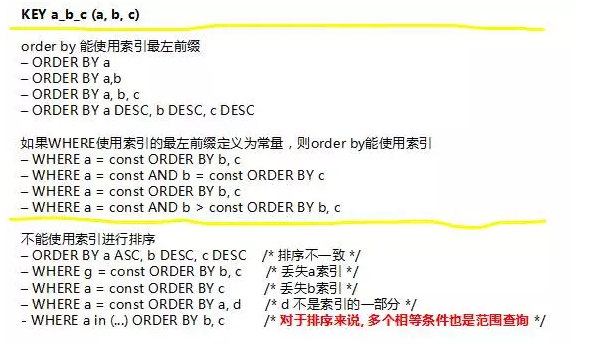 KEY a_b_c (a, b, c)
order by 能使用索引最左前缀
– ORDER BY a
– ORDER BY a,b
– ORDER BY a, b, c
– ORDER BY a DESC, b DESC, c DESC
如果WHERE使用索引的最左前缀定义为常量，则order by能使用索引
– WHERE a = const ORDER BY b, c
– WHERE a = const AND b = const ORDER BY c
– WHERE a = const ORDER BY b, c
– WHERE a = const AND b > const ORDER BY b, c
不能使用索引进行排序
– ORDER BY a ASC, b DESC, c DESC /* 排序不一致 */
– WHERE g = const ORDER BY b, c /* 丢失a索引 */
– WHERE a = const ORDER BY c /* 丢失b索引 */
– WHERE a = const ORDER BY a, d /* d 不是索引的一部分 */
- WHERE a in (...) ORDER BY b, c /* 对于排序来说, 多个相等条件也是范围查询 */